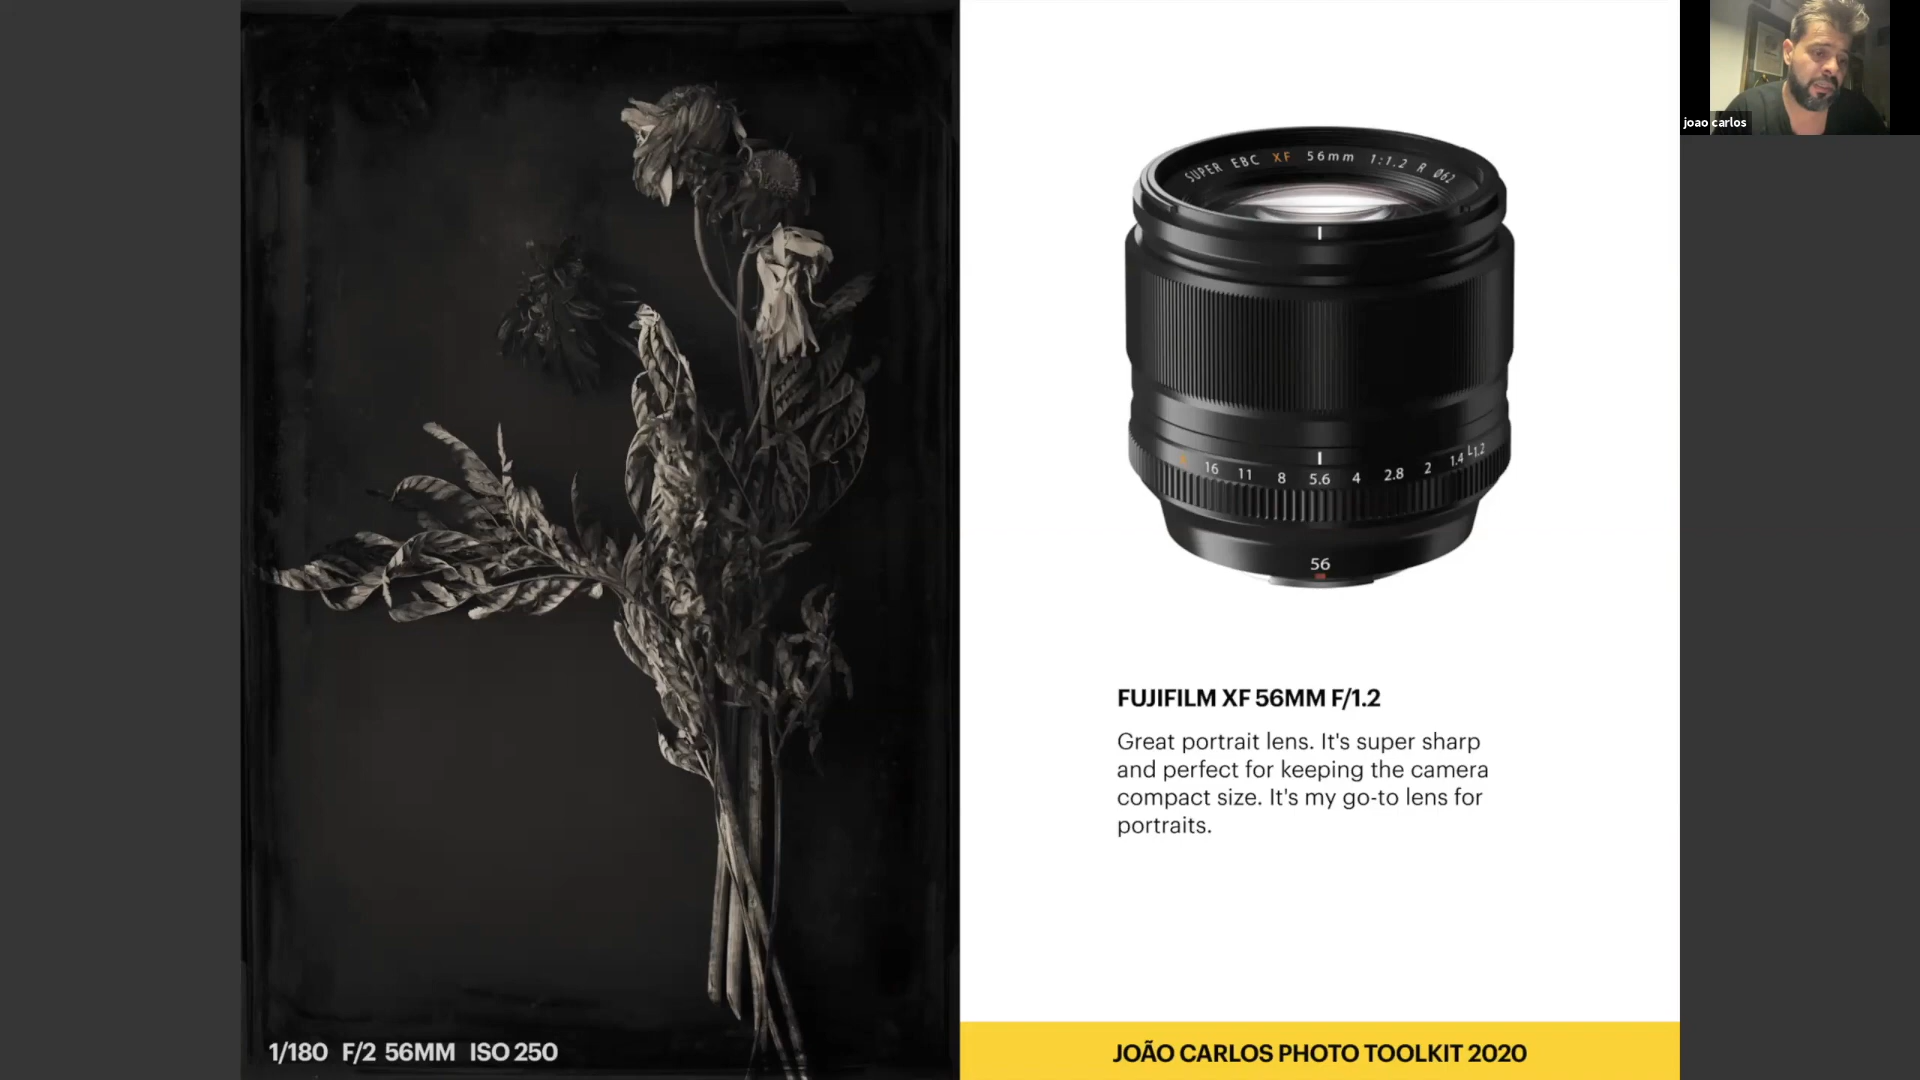 joao carlos
SUPER EBC XF 56mm 1:1.2 R Ø62
A 16 11 8 5.6 4 2.8 2 1.4 L 1.2
56
FUJIFILM XF 56MM F/1.2
Great portrait lens. It's super sharp
and perfect for keeping the camera
compact size. It's my go-to lens for
portraits.
1/180 F/2 56MM ISO 250
JOÃO CARLOS PHOTO TOOLKIT 2020